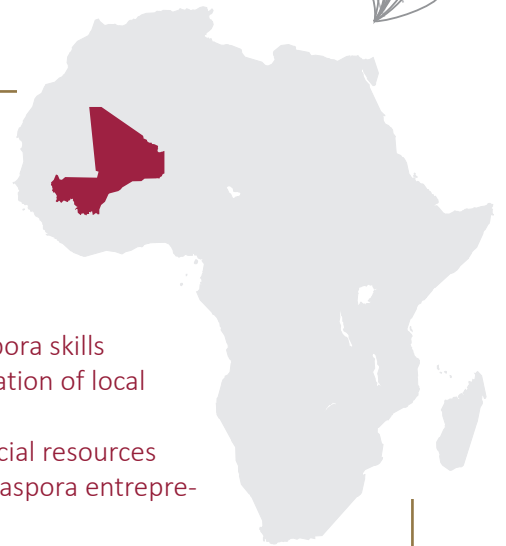 pora skills
ation of local
cial resources
aspora entrepre-